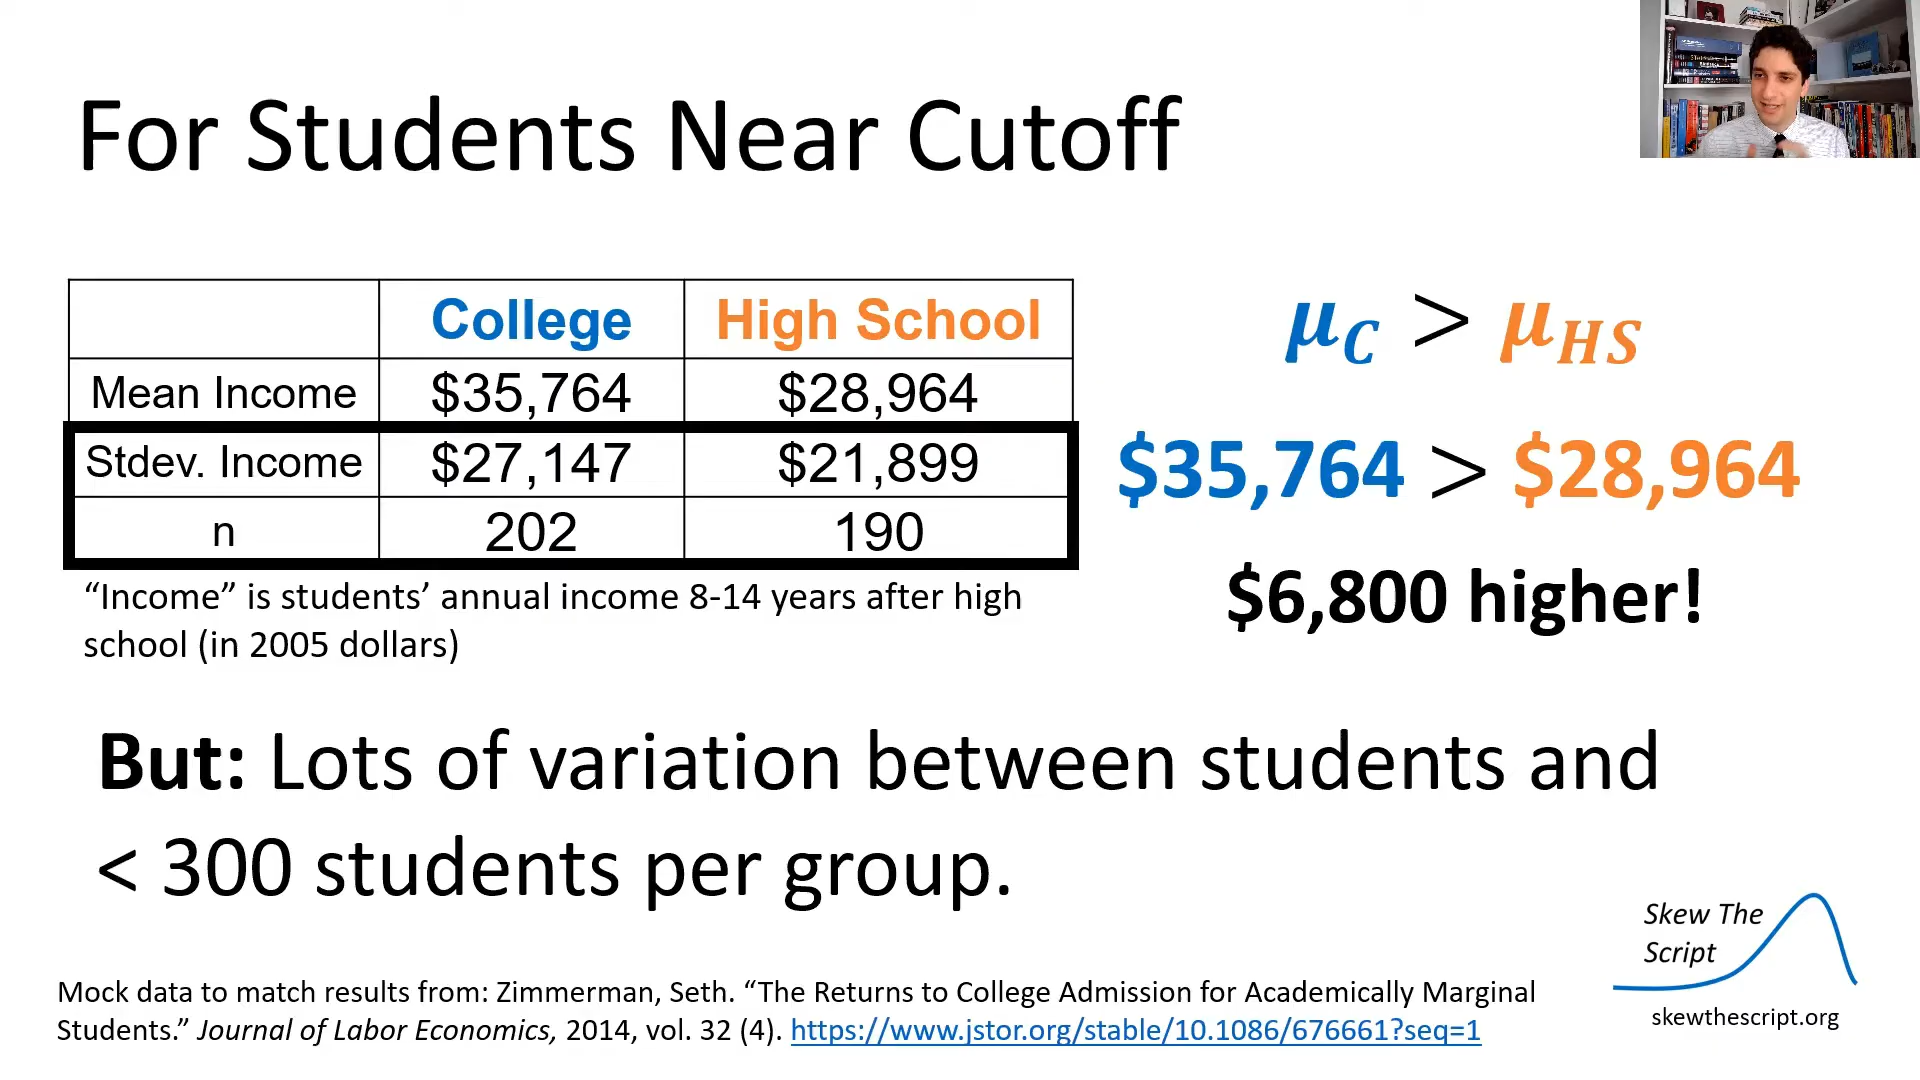 For Students Near Cutoff
College High School
Mean Income $35,764 $28,964
Stdev. Income $27,147 $21,899
n 202 190
“Income” is students’ annual income 8-14 years after high
school (in 2005 dollars)
μC > μHS
$35,764 > $28,964
$6,800 higher!
But: Lots of variation between students and
< 300 students per group.
Mock data to match results from: Zimmerman, Seth. “The Returns to College Admission for Academically Marginal
Students.” Journal of Labor Economics, 2014, vol. 32 (4). https://www.jstor.org/stable/10.1086/676661?seq=1
Skew The
Script
skewthescript.org